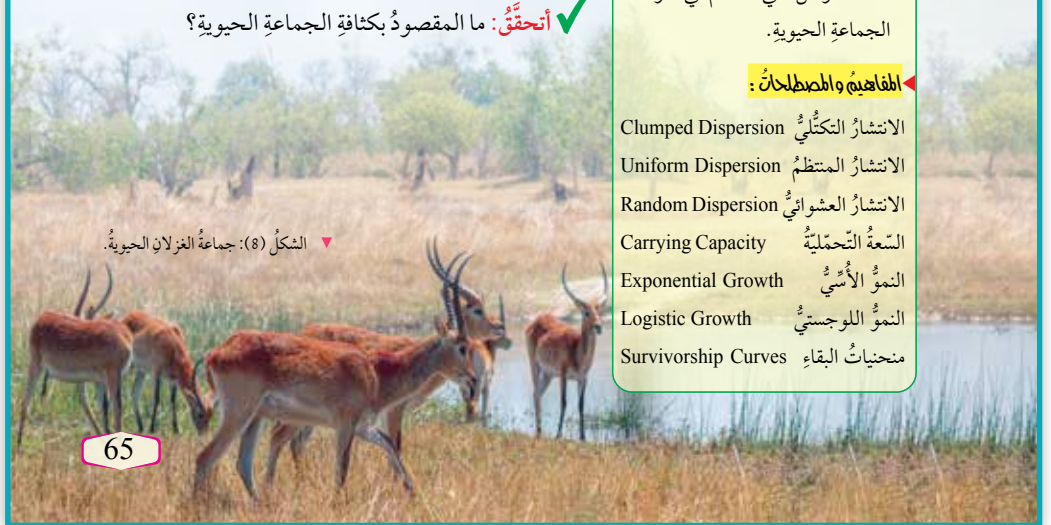 أتحقَّقُ: ما المقصودُ بكثافةِ الجماعةِ الحيويةِ؟
الجماعةِ الحيويةِ.
المفاهيمُ والمصطلحاتُ:
الانتشارُ التكتُّليُّ Clumped Dispersion
الانتشارُ المنتظمُ Uniform Dispersion
الانتشارُ العشوائيُّ Random Dispersion
السّعةُ التّحمّليّةُ Carrying Capacity
النموُّ الأُسِّيُّ Exponential Growth
النموُّ اللوجستيُّ Logistic Growth
منحنياتُ البقاءِ Survivorship Curves
الشكلُ (8): جماعةُ الغزلانِ الحيويةُ.
65